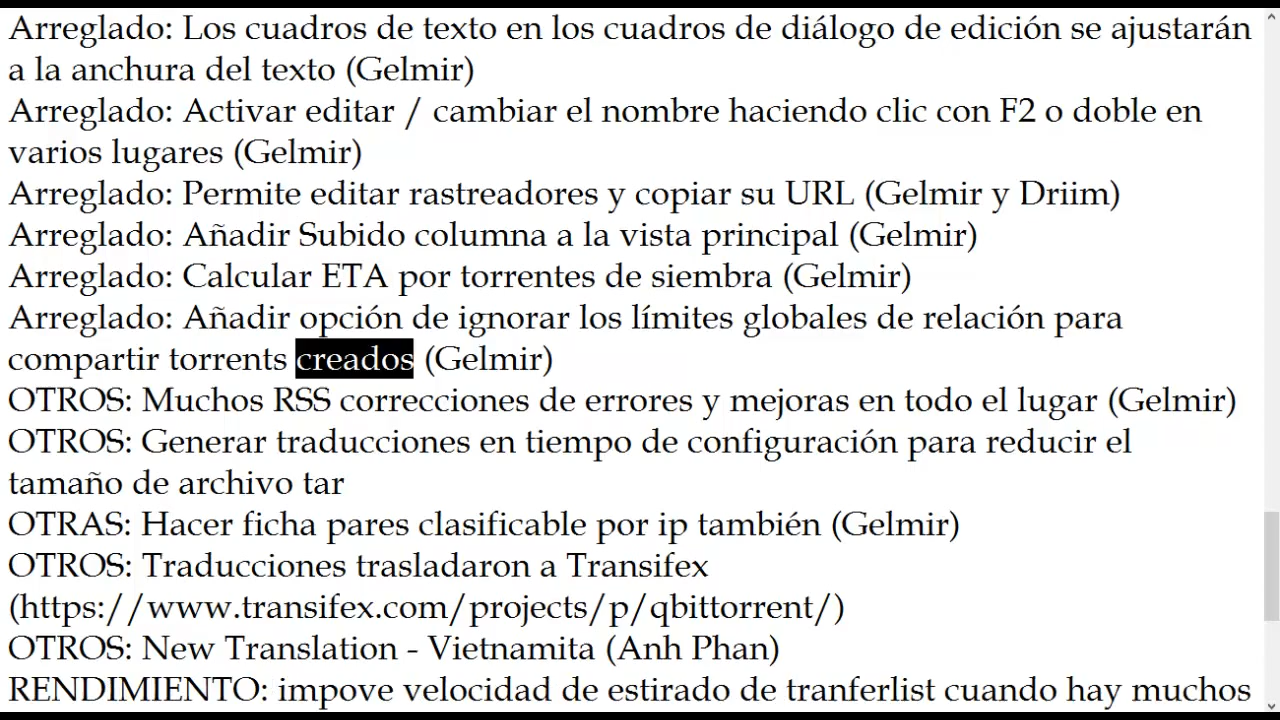 Arreglado: Los cuadros de texto en los cuadros de diálogo de edición se ajustarán
a la anchura del texto (Gelmir)
Arreglado: Activar editar / cambiar el nombre haciendo clic con F2 o doble en
varios lugares (Gelmir)
Arreglado: Permite editar rastreadores y copiar su URL (Gelmir y Driim)
Arreglado: Añadir Subido columna a la vista principal (Gelmir)
Arreglado: Calcular ETA por torrentes de siembra (Gelmir)
Arreglado: Añadir opción de ignorar los límites globales de relación para
compartir torrents creados (Gelmir)
OTROS: Muchos RSS correcciones de errores y mejoras en todo el lugar (Gelmir)
OTROS: Generar traducciones en tiempo de configuración para reducir el
tamaño de archivo tar
OTRAS: Hacer ficha pares clasificable por ip también (Gelmir)
OTROS: Traducciones trasladaron a Transifex
(https://www.transifex.com/projects/p/qbittorrent/)
OTROS: New Translation - Vietnamita (Anh Phan)
RENDIMIENTO: impove velocidad de estirado de tranferlist cuando hay muchos